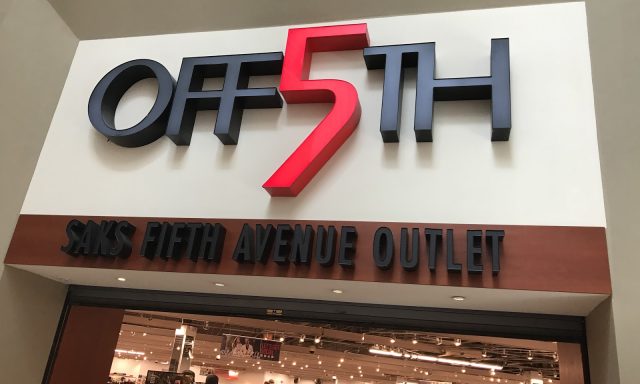 OFF5TH
SAKS FIFTH AVENUE OUTLET